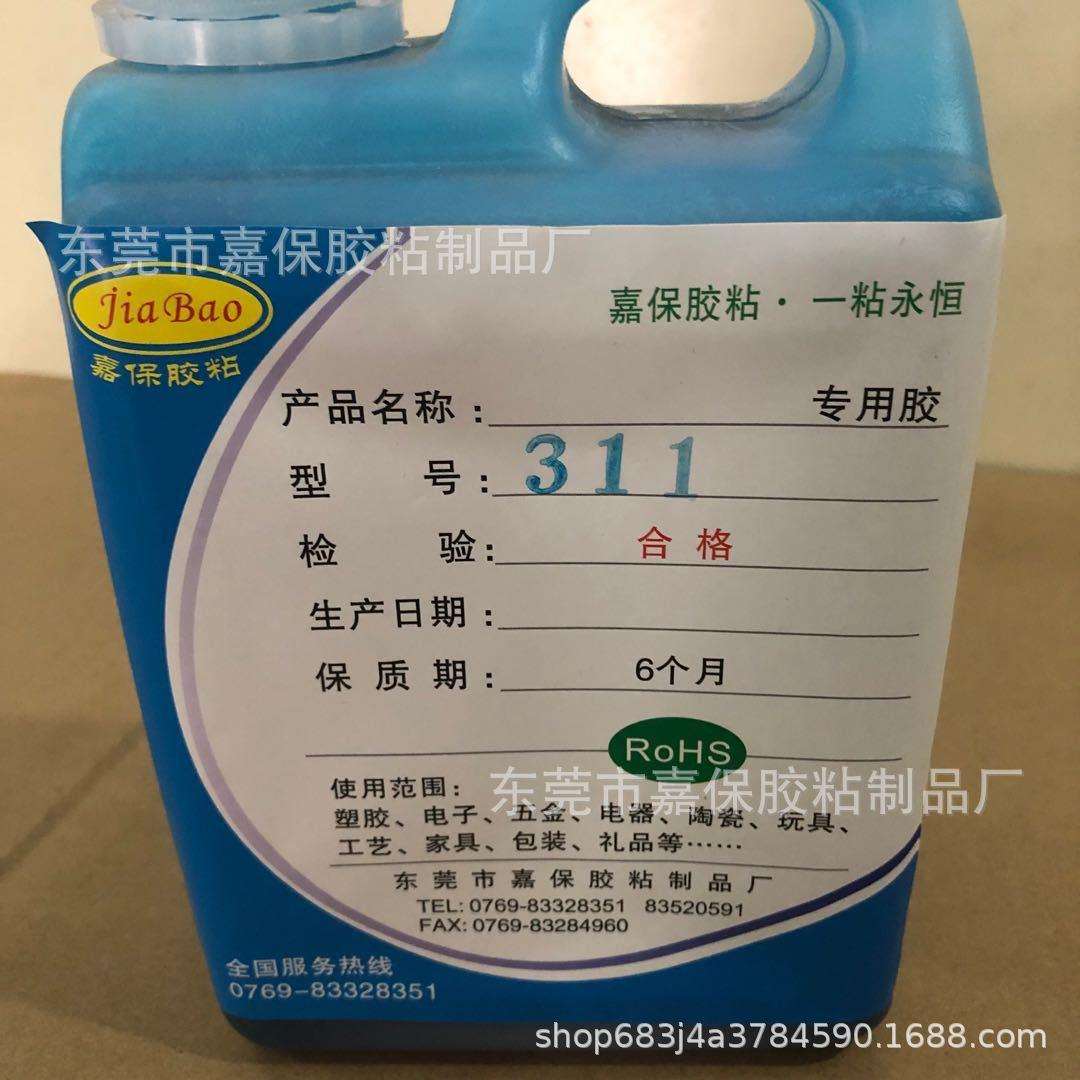 东莞市嘉保胶粘制品厂
JiaBao
嘉保胶粘
嘉保胶粘·一粘永恒
产品名称：专用胶
型号：311
检验：合格
生产日期：
保质期：6个月
RoHS
东莞市嘉保胶粘制品厂
使用范围：
塑胶、电子、五金、电器、陶瓷、玩具、
工艺、家具、包装、礼品等……
东莞市嘉保胶粘制品厂
TEL: 0769-83328351 83520591
FAX: 0769-83284960
全国服务热线
0769-83328351
shop683j4a3784590.1688.com